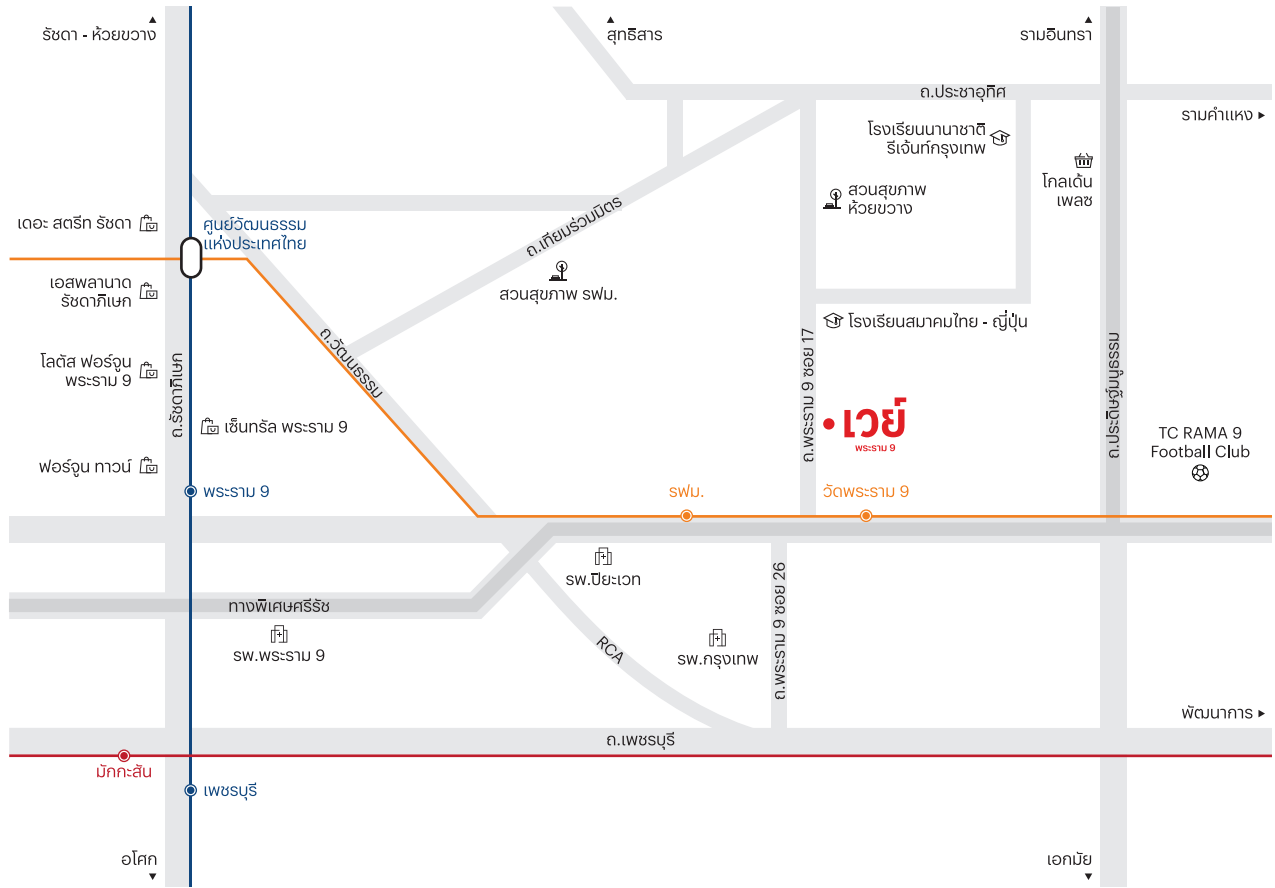 รัชดา - ห้วยขวาง
สุทธิสาร
รามอินทรา
ถ.ประชาอุทิศ
รามคำแหง
โรงเรียนนานาชาติ
รีเจ้นท์กรุงเทพ
โกลเด้น
เพลซ
สวนสุขภาพ
ห้วยขวาง
เดอะ สตรีท รัชดา
ศูนย์วัฒนธรรม
แห่งประเทศไทย
ถ.เทียมร่วมมิตร
เอสพลานาด
รัชดาภิเษก
สวนสุขภาพ รฟม.
โรงเรียนสมาคมไทย - ญี่ปุ่น
ถ.วัฒนธรรม
โลตัส ฟอร์จูน
พระราม 9
ถ.รัชดาภิเษก
ถ.พระราม 9 ซอย 17
ถ.ประดิษฐ์มนูธรรม
เซ็นทรัล พระราม 9
เวย์
พระราม 9
TC RAMA 9
Football Club
ฟอร์จูน ทาวน์
พระราม 9
รฟม.
วัดพระราม 9
รพ.ปิยะเวท
ถ.พระราม 9 ซอย 26
ทางพิเศษศรีรัช
รพ.พระราม 9
RCA
รพ.กรุงเทพ
พัฒนาการ
ถ.เพชรบุรี
มักกะสัน
เพชรบุรี
อโศก
เอกมัย